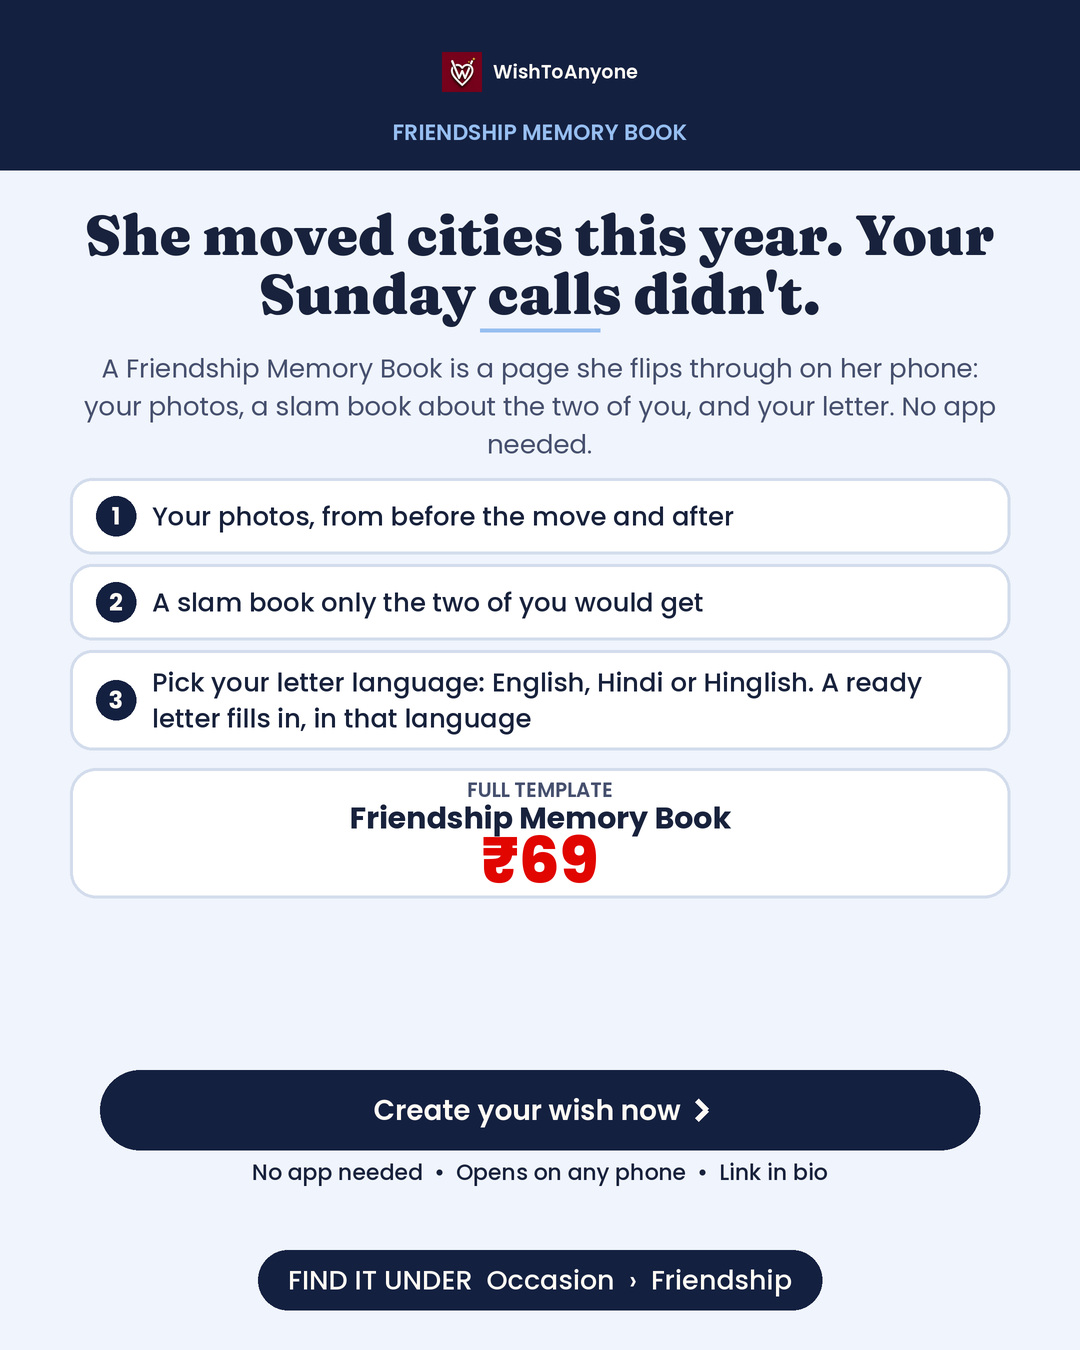 WishToAnyone
FRIENDSHIP MEMORY BOOK
She moved cities this year. Your
Sunday calls didn't.
A Friendship Memory Book is a page she flips through on her phone:
your photos, a slam book about the two of you, and your letter. No app
needed.
1 Your photos, from before the move and after
2 A slam book only the two of you would get
3 Pick your letter language: English, Hindi or Hinglish. A ready
letter fills in, in that language
FULL TEMPLATE
Friendship Memory Book
₹69
Create your wish now >
No app needed • Opens on any phone • Link in bio
FIND IT UNDER Occasion › Friendship